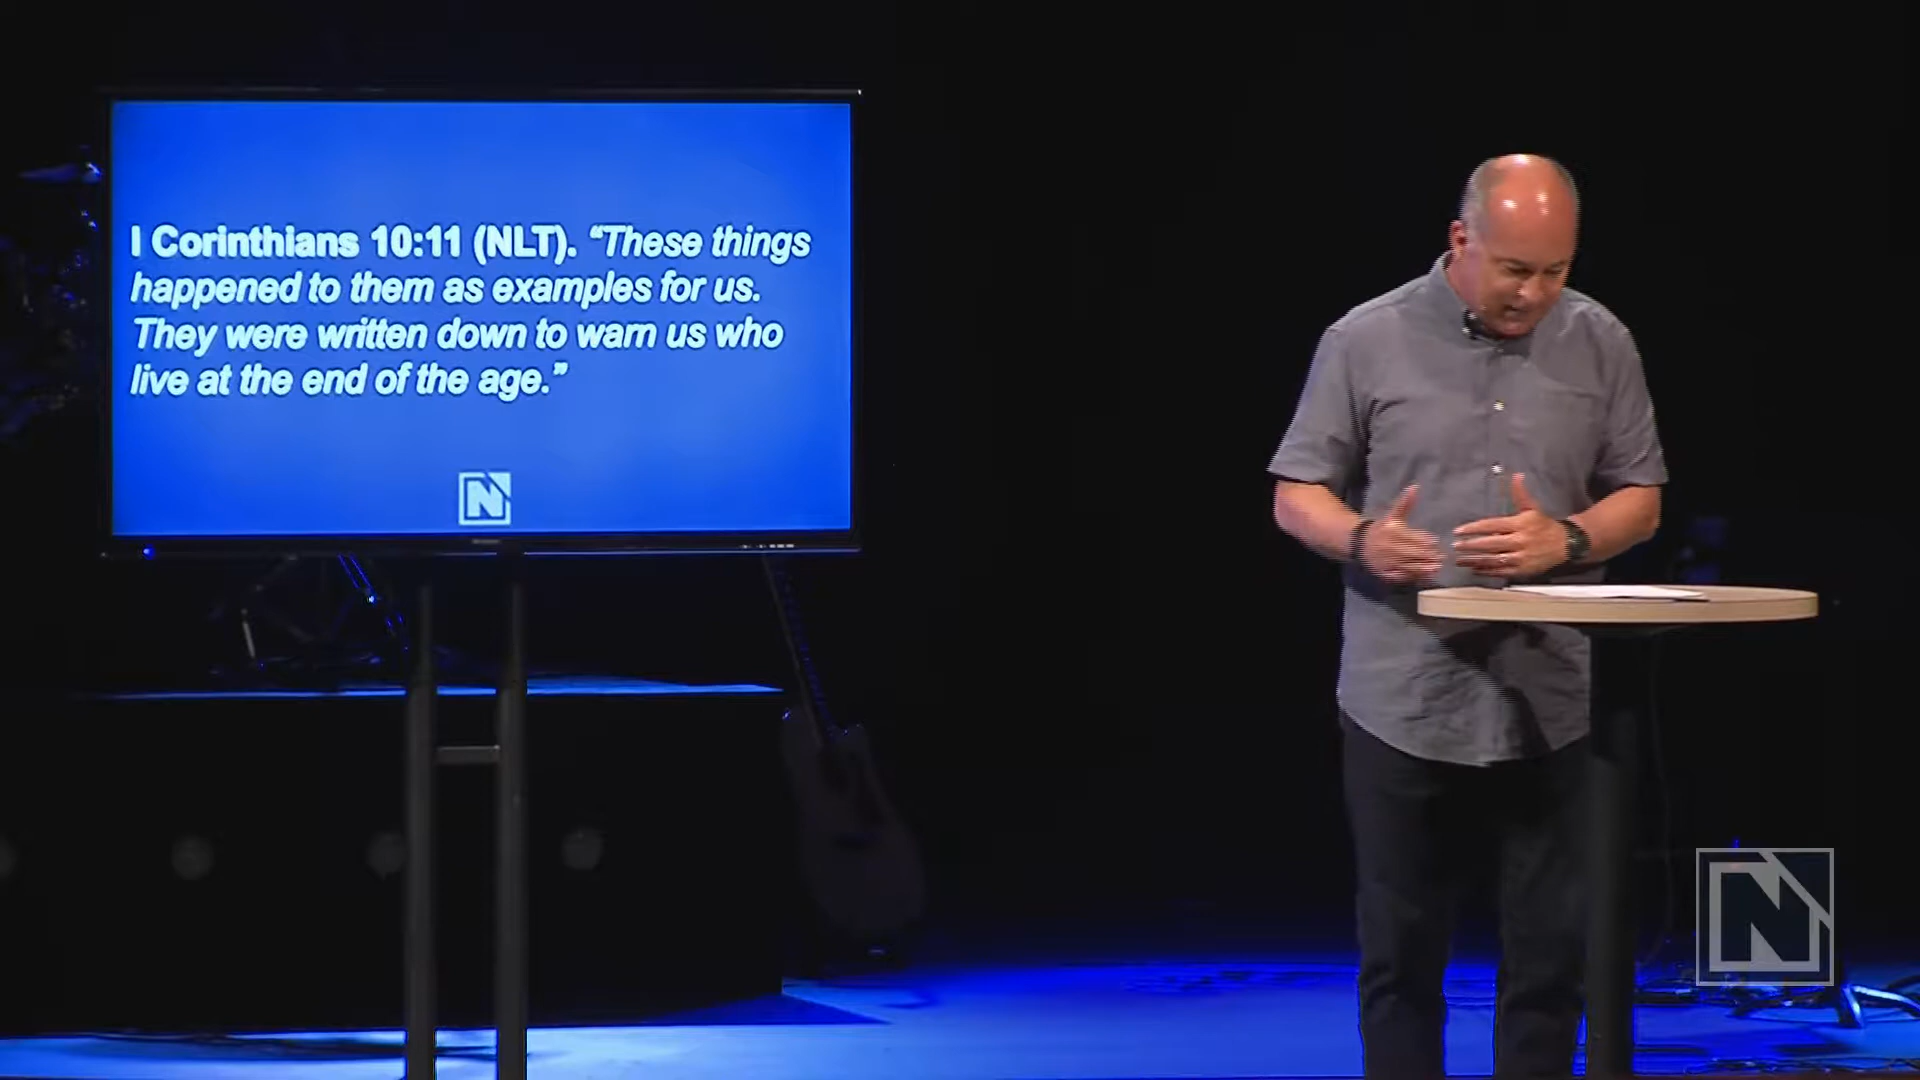 I Corinthians 10:11 (NLT). “These things
happened to them as examples for us.
They were written down to warn us who
live at the end of the age.”
N
N